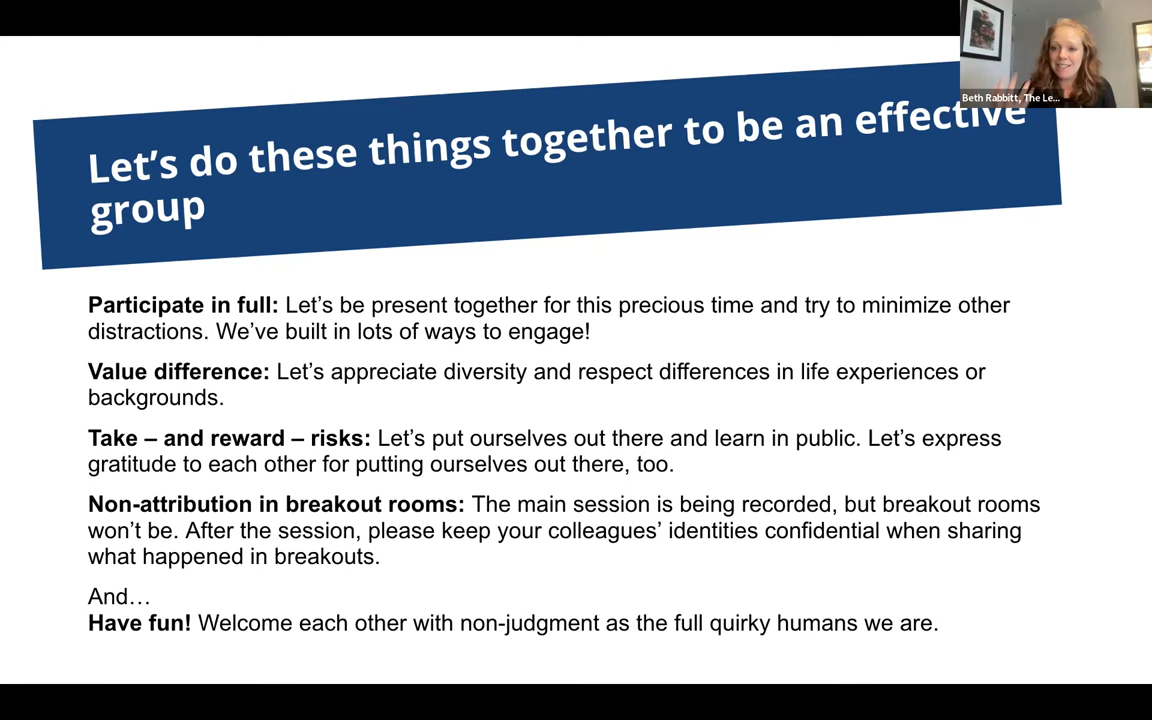 Beth Rabbitt, The Le...
Let’s do these things together to be an effective
group
Participate in full: Let’s be present together for this precious time and try to minimize other
distractions. We’ve built in lots of ways to engage!
Value difference: Let’s appreciate diversity and respect differences in life experiences or
backgrounds.
Take – and reward – risks: Let’s put ourselves out there and learn in public. Let’s express
gratitude to each other for putting ourselves out there, too.
Non-attribution in breakout rooms: The main session is being recorded, but breakout rooms
won’t be. After the session, please keep your colleagues’ identities confidential when sharing
what happened in breakouts.
And…
Have fun! Welcome each other with non-judgment as the full quirky humans we are.